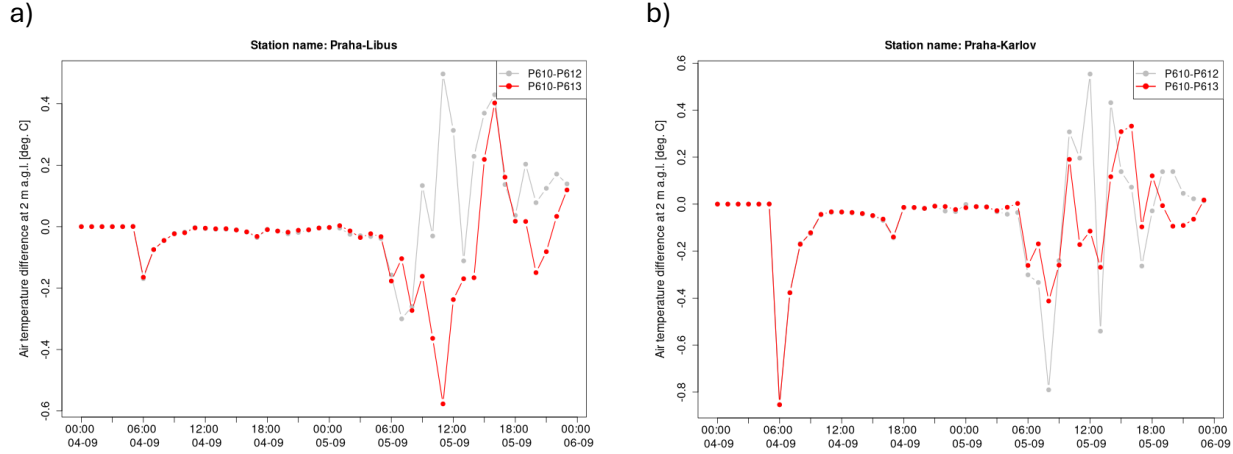 a)
Station name: Praha-Libus
P610-P612
P610-P613
Air temperature difference at 2 m a.g.l. [deg. C]
0.4
0.2
0.0
-0.2
-0.4
-0.6
00:00 06:00 12:00 18:00 00:00 06:00 12:00 18:00 00:00
04-09 04-09 04-09 04-09 05-09 05-09 05-09 05-09 06-09
b)
Station name: Praha-Karlov
P610-P612
P610-P613
Air temperature difference at 2 m a.g.l. [deg. C]
0.6
0.4
0.2
0.0
-0.2
-0.4
-0.6
-0.8
00:00 06:00 12:00 18:00 00:00 06:00 12:00 18:00 00:00
04-09 04-09 04-09 04-09 05-09 05-09 05-09 05-09 06-09